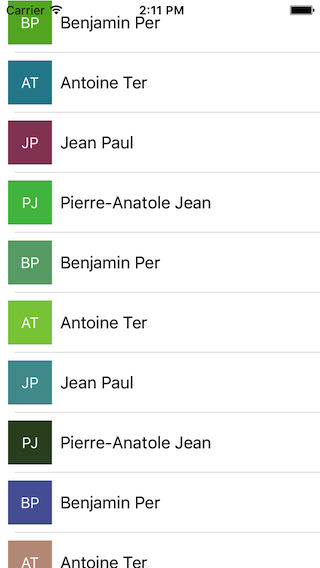 Carrier 2:11 PM
BP Benjamin Per
AT Antoine Ter
JP Jean Paul
PJ Pierre-Anatole Jean
BP Benjamin Per
AT Antoine Ter
JP Jean Paul
PJ Pierre-Anatole Jean
BP Benjamin Per
AT Antoine Ter